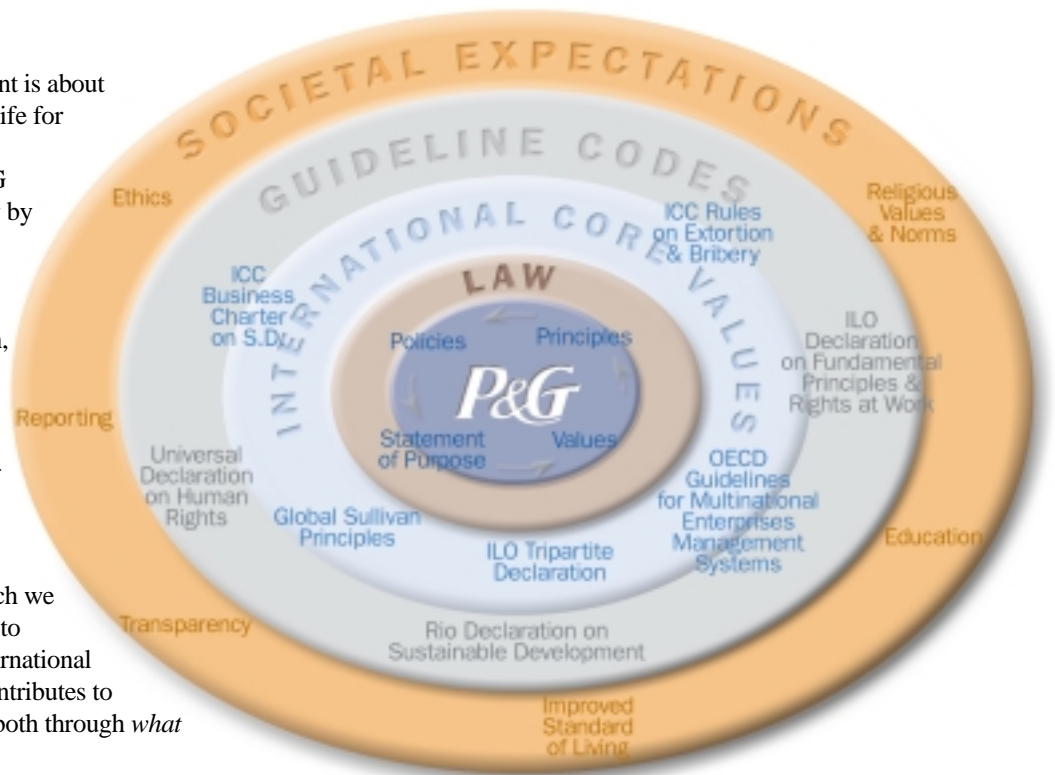 nt is about
ife for
G
by
,
ch we
to
rnational
ntributes to
both through what
SOCIETAL EXPECTATIONS
Ethics
Religious
Values
& Norms
Reporting
Education
Transparency
Improved
Standard
of Living
GUIDELINE CODES
ILO
Declaration
on Fundamental
Principles &
Rights at Work
Universal
Declaration
on Human
Rights
Rio Declaration on
Sustainable Development
INTERNATIONAL CORE VALUES
ICC Rules
on Extortion
& Bribery
ICC
Business
Charter
on S.D.
Global Sullivan
Principles
ILO Tripartite
Declaration
OECD
Guidelines
for Multinational
Enterprises
Management
Systems
LAW
Policies
Principles
P&G
Statement
of Purpose
Values